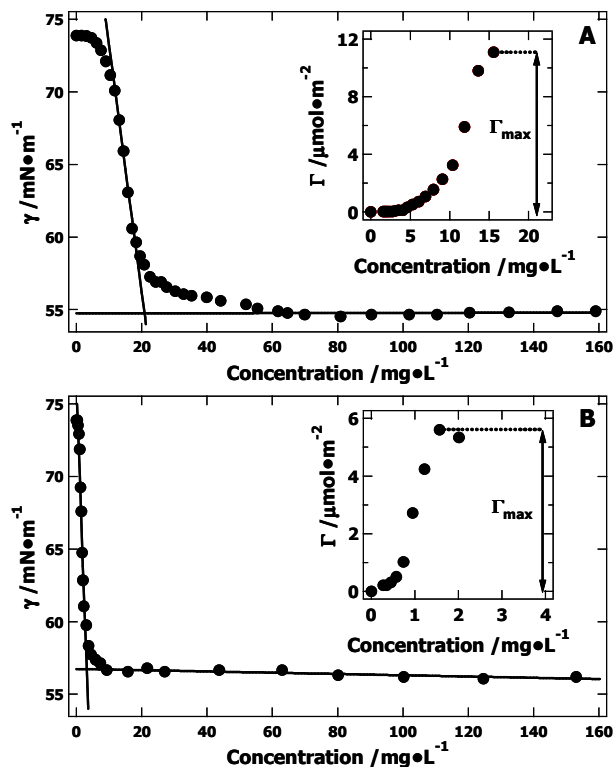 A
75
70
65
60
55
γ /mN•m⁻¹
0 20 40 60 80 100 120 140 160
Concentration /mg•L⁻¹
12
8
4
0
Γ /μmol•m⁻²
Γmax
0 5 10 15 20
Concentration /mg•L⁻¹
B
75
70
65
60
55
γ /mN•m⁻¹
0 20 40 60 80 100 120 140 160
Concentration /mg•L⁻¹
6
4
2
0
Γ /μmol•m⁻²
Γmax
0 1 2 3 4
Concentration /mg•L⁻¹